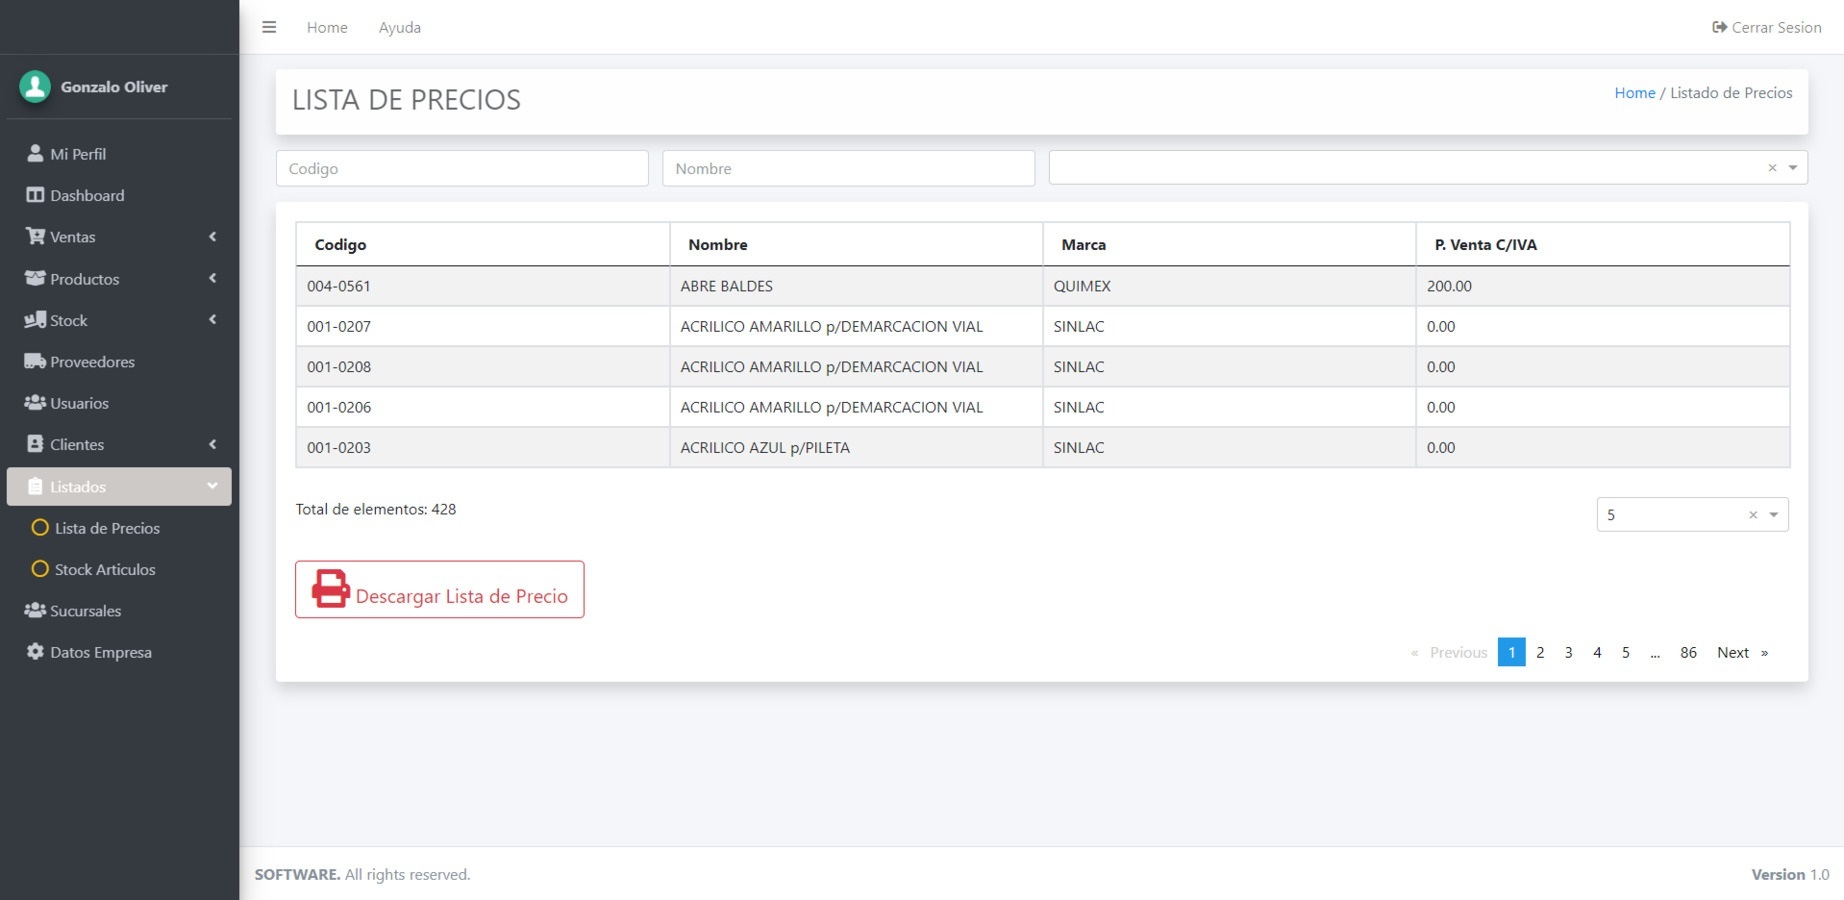 Home Ayuda Cerrar Sesion
Gonzalo Oliver
Mi Perfil
Dashboard
Ventas
Productos
Stock
Proveedores
Usuarios
Clientes
Listados
Lista de Precios
Stock Articulos
Sucursales
Datos Empresa
LISTA DE PRECIOS
Home / Listado de Precios
Codigo Nombre
Codigo Nombre Marca P. Venta C/IVA
004-0561 ABRE BALDES QUIMEX 200.00
001-0207 ACRILICO AMARILLO p/DEMARCACION VIAL SINLAC 0.00
001-0208 ACRILICO AMARILLO p/DEMARCACION VIAL SINLAC 0.00
001-0206 ACRILICO AMARILLO p/DEMARCACION VIAL SINLAC 0.00
001-0203 ACRILICO AZUL p/PILETA SINLAC 0.00
Total de elementos: 428 5
Descargar Lista de Precio
« Previous 1 2 3 4 5 ... 86 Next »
SOFTWARE. All rights reserved. Version 1.0